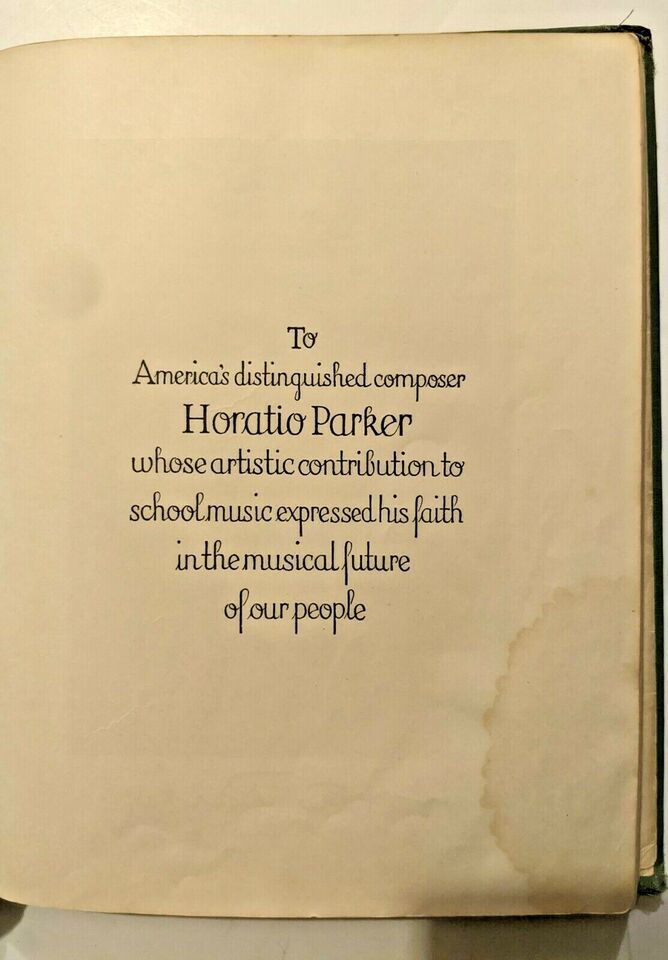 To
America's distinguished composer
Horatio Parker
whose artistic contribution to
school music expressed his faith
in the musical future
of our people